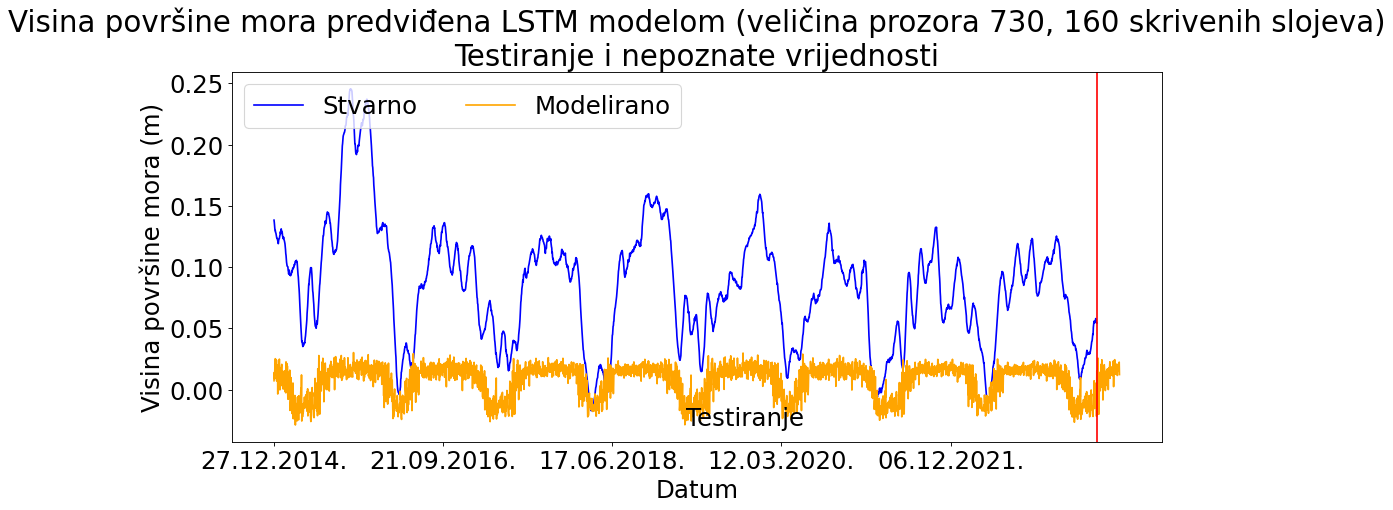 Visina površine mora predviđena LSTM modelom (veličina prozora 730, 160 skrivenih slojeva)
Testiranje i nepoznate vrijednosti
Stvarno Modelirano
Visina površine mora (m)
0.25
0.20
0.15
0.10
0.05
0.00
Testiranje
27.12.2014. 21.09.2016. 17.06.2018. 12.03.2020. 06.12.2021.
Datum